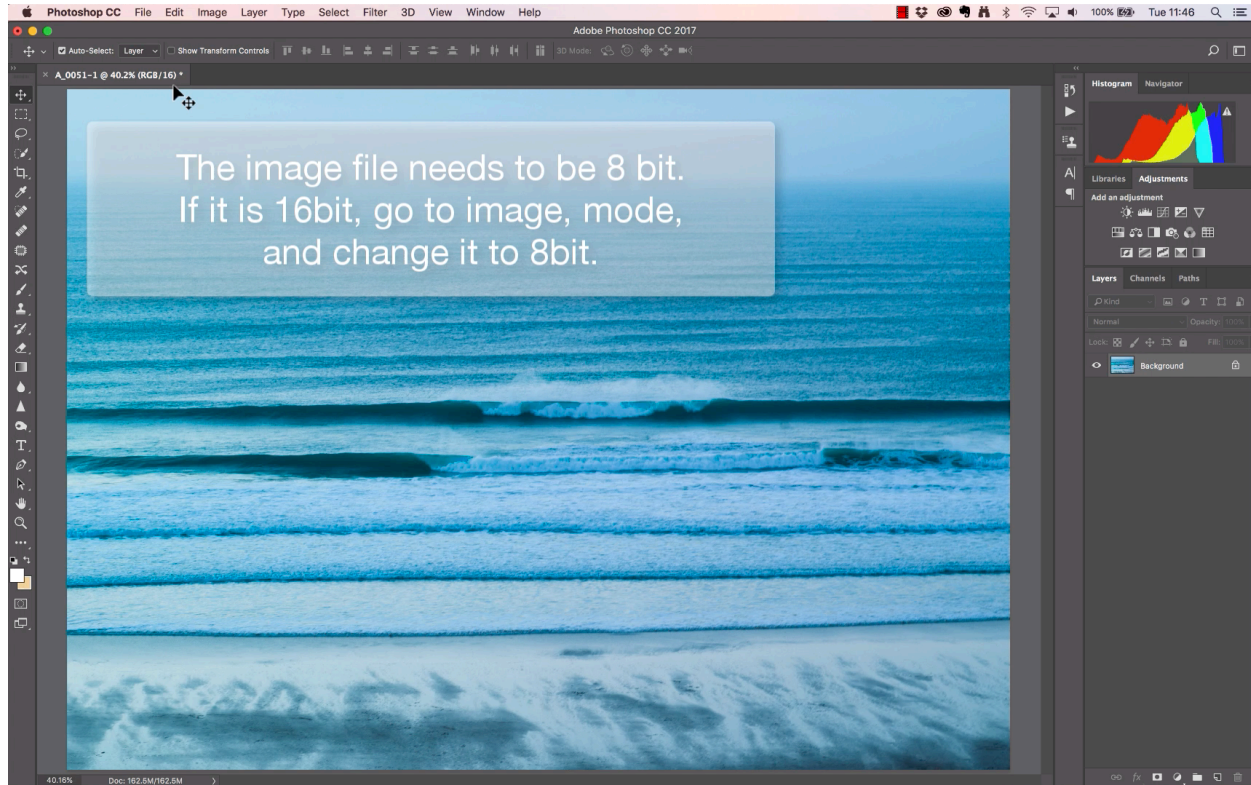 Photoshop CC File Edit Image Layer Type Select Filter 3D View Window Help 100% Tue 11:46
Adobe Photoshop CC 2017
Auto-Select: Layer Show Transform Controls 3D Mode:
× A_0051-1 @ 40.2% (RGB/16) *
Histogram Navigator
The image file needs to be 8 bit.
If it is 16bit, go to image, mode,
and change it to 8bit.
Libraries Adjustments
Add an adjustment
Layers Channels Paths
Kind
Normal Opacity: 100%
Lock: Fill: 100%
Background
40.16% Doc: 162.5M/162.5M